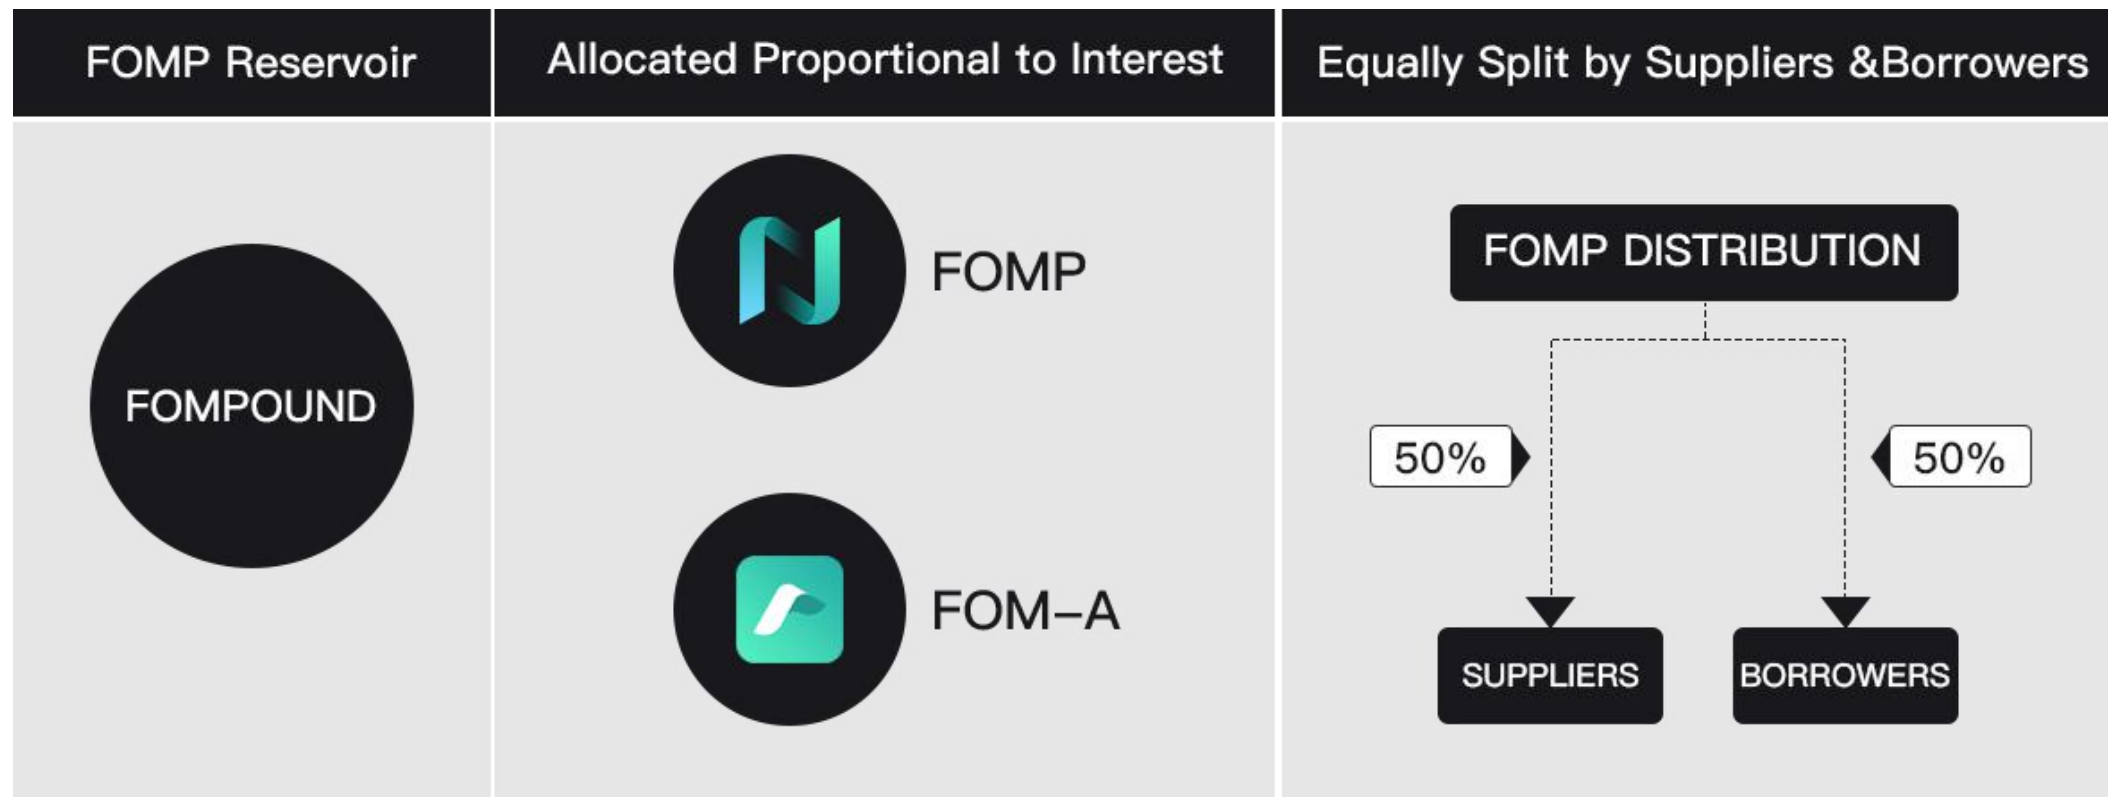 FOMP Reservoir
Allocated Proportional to Interest
Equally Split by Suppliers &Borrowers
FOMPOUND
FOMP
FOM–A
FOMP DISTRIBUTION
50%
50%
SUPPLIERS
BORROWERS